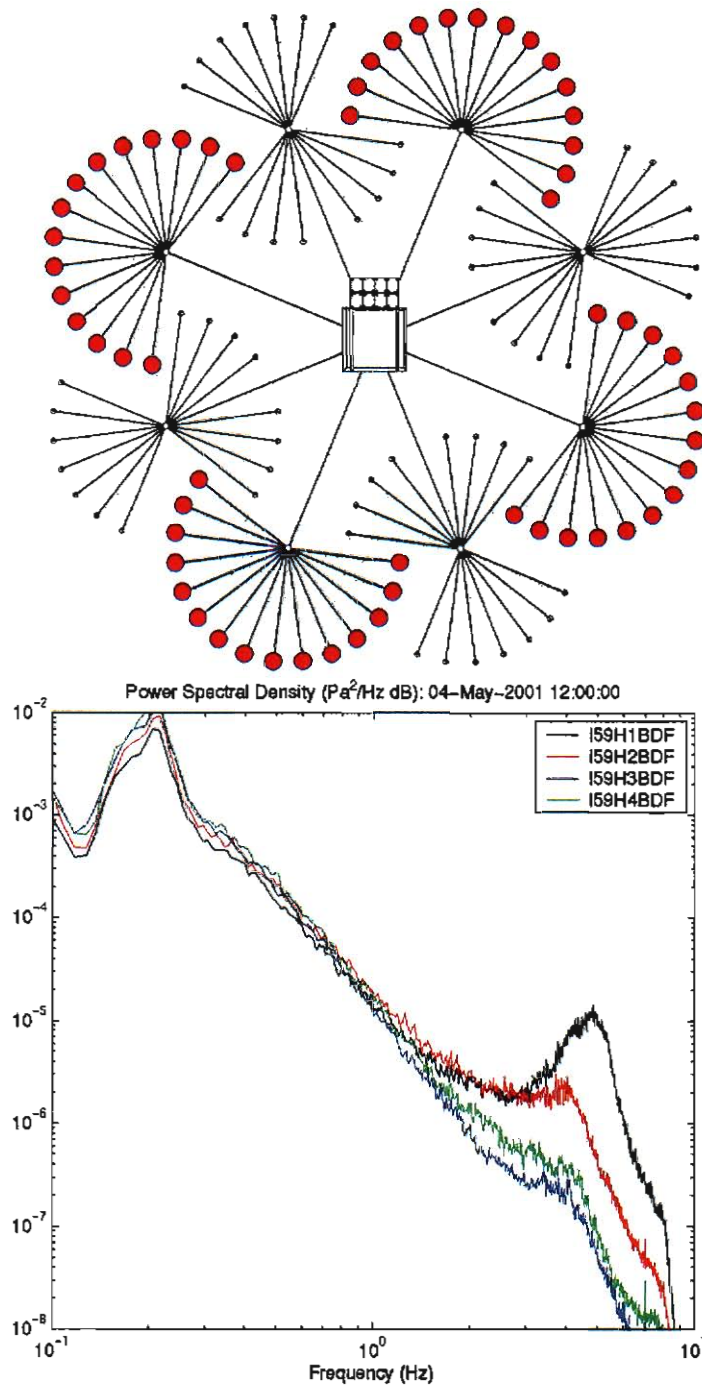 Power Spectral Density (Pa²/Hz dB): 04-May-2001 12:00:00
10⁻²
10⁻³
10⁻⁴
10⁻⁵
10⁻⁶
10⁻⁷
10⁻⁸
I59H1BDF
I59H2BDF
I59H3BDF
I59H4BDF
10⁻¹
10⁰
10
Frequency (Hz)